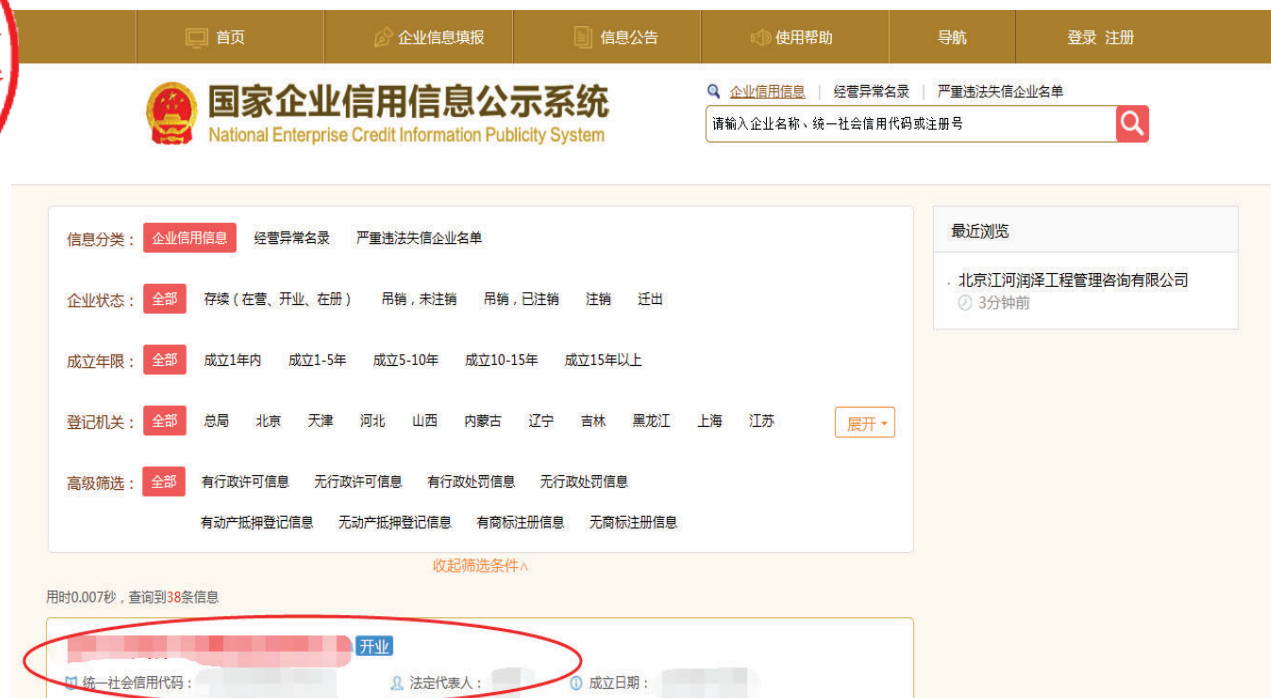 首页 企业信息填报 信息公告 使用帮助 导航 登录 注册
国家企业信用信息公示系统
National Enterprise Credit Information Publicity System
企业信用信息 | 经营异常名录 | 严重违法失信企业名单
请输入企业名称、统一社会信用代码或注册号
信息分类： 企业信用信息 经营异常名录 严重违法失信企业名单
企业状态： 全部 存续（在营、开业、在册） 吊销，未注销 吊销，已注销 注销 迁出
成立年限： 全部 成立1年内 成立1-5年 成立5-10年 成立10-15年 成立15年以上
登记机关： 全部 总局 北京 天津 河北 山西 内蒙古 辽宁 吉林 黑龙江 上海 江苏 展开
高级筛选： 全部 有行政许可信息 无行政许可信息 有行政处罚信息 无行政处罚信息
有动产抵押登记信息 无动产抵押登记信息 有商标注册信息 无商标注册信息
收起筛选条件∧
最近浏览
北京江河润泽工程管理咨询有限公司
3分钟前
用时0.007秒，查询到38条信息
开业
统一社会信用代码： 法定代表人： 成立日期：